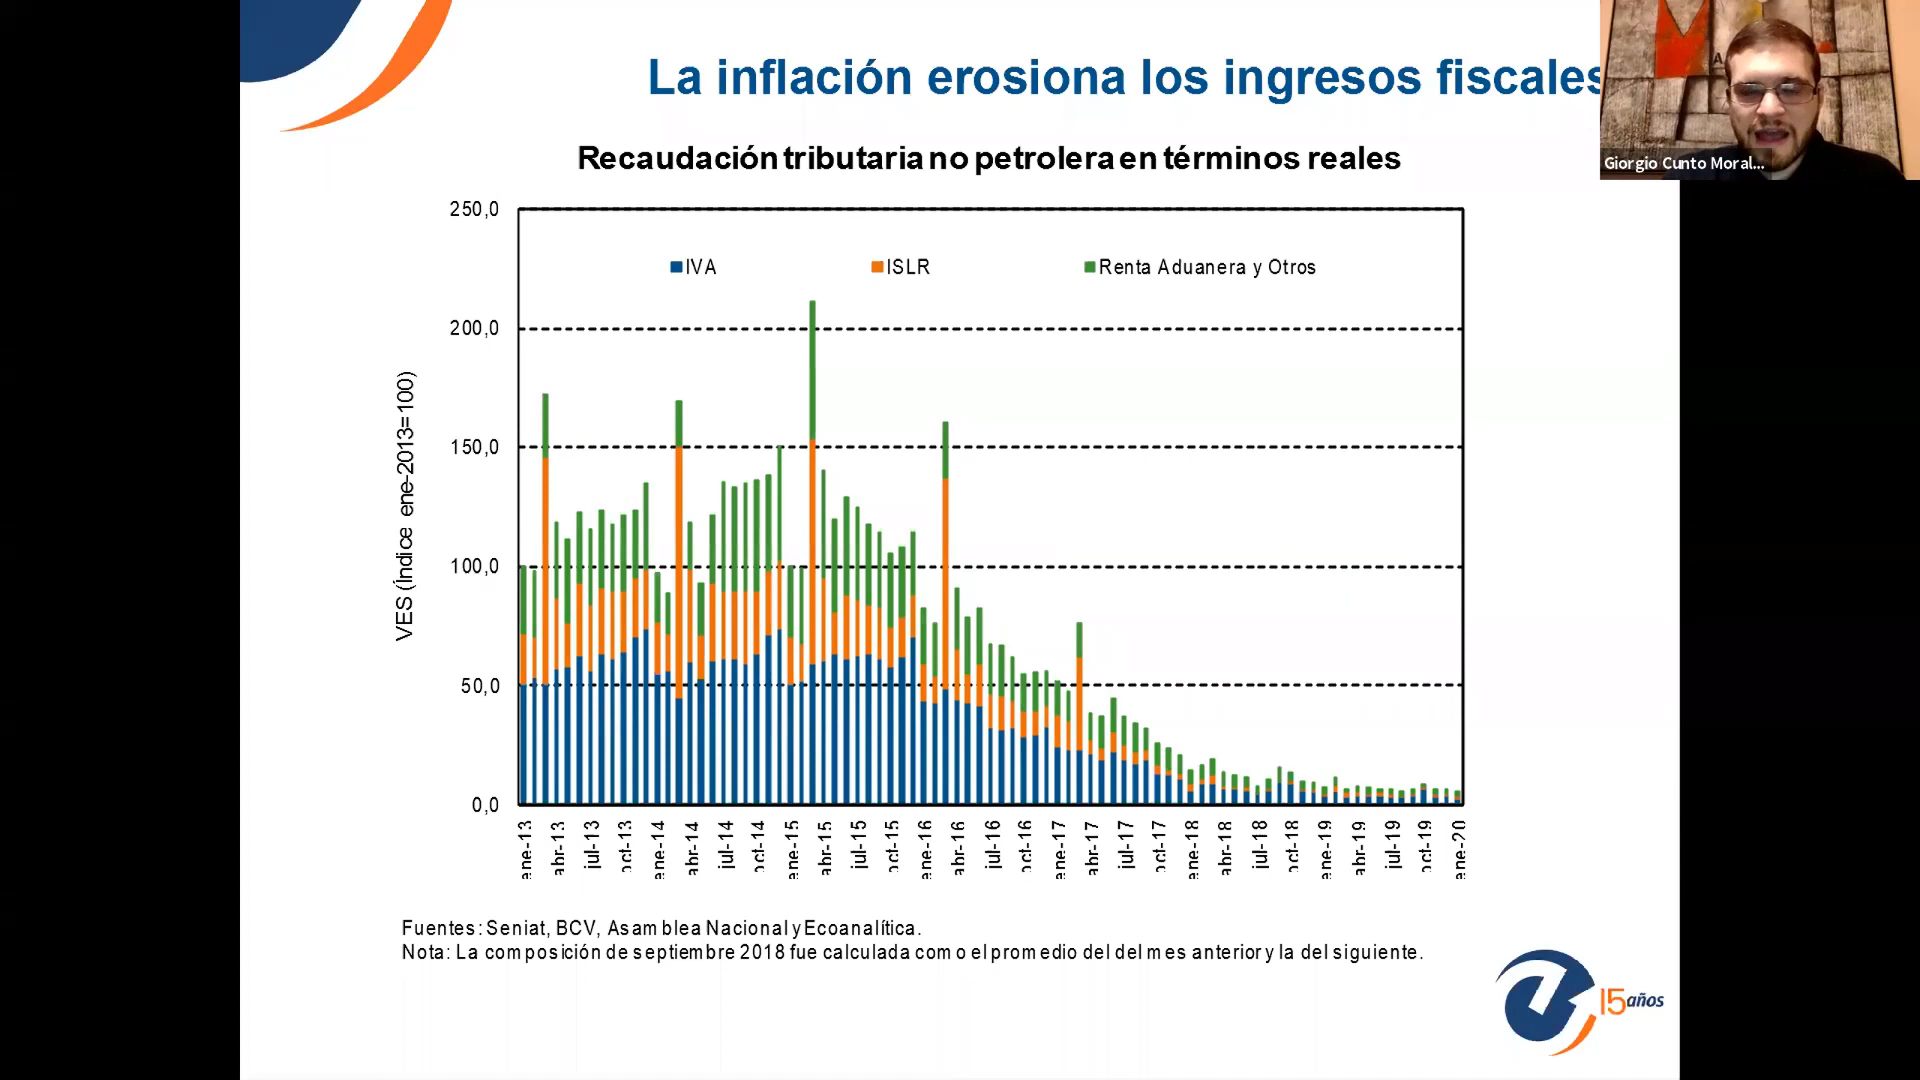 La inflación erosiona los ingresos fiscales
Giorgio Cunto Moral...
Recaudación tributaria no petrolera en términos reales
250,0
IVA
ISLR
Renta Aduanera y Otros
200,0
150,0
100,0
50,0
0,0
VES (Índice ene-2013=100)
ene-13
abr-13
jul-13
oct-13
ene-14
abr-14
jul-14
oct-14
ene-15
abr-15
jul-15
oct-15
ene-16
abr-16
jul-16
oct-16
ene-17
abr-17
jul-17
oct-17
ene-18
abr-18
jul-18
oct-18
ene-19
abr-19
jul-19
oct-19
ene-20
Fuentes: Seniat, BCV, Asamblea Nacional y Ecoanalítica.
Nota: La composición de septiembre 2018 fue calculada como el promedio del del mes anterior y la del siguiente.
15 años